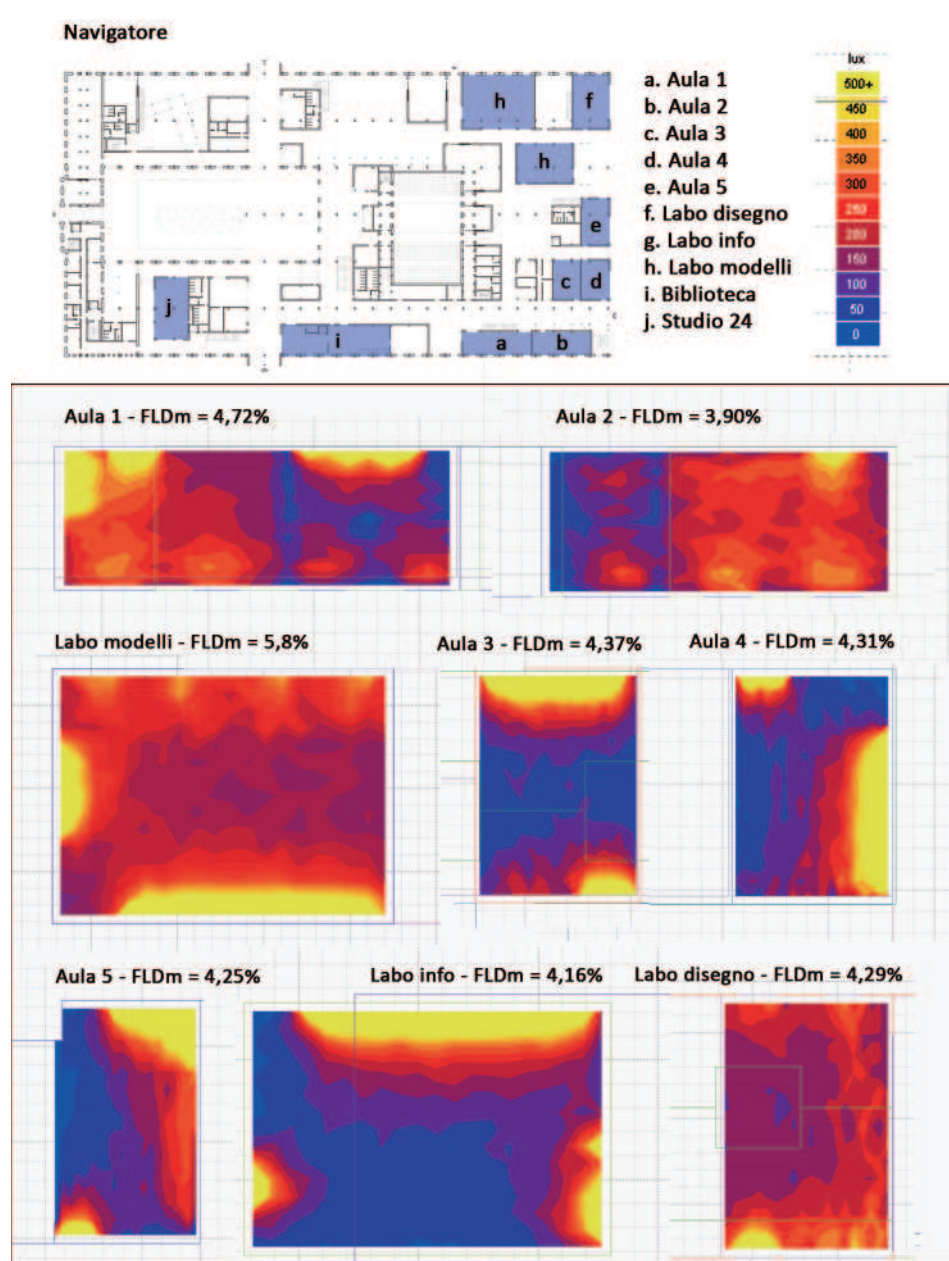 Navigatore
h
f
h
e
c
d
j
i
a
b
a. Aula 1
b. Aula 2
c. Aula 3
d. Aula 4
e. Aula 5
f. Labo disegno
g. Labo info
h. Labo modelli
i. Biblioteca
j. Studio 24
lux
500+
450
400
350
300
250
200
150
100
50
0
Aula 1 - FLDm = 4,72%
Aula 2 - FLDm = 3,90%
Labo modelli - FLDm = 5,8%
Aula 3 - FLDm = 4,37%
Aula 4 - FLDm = 4,31%
Aula 5 - FLDm = 4,25%
Labo info - FLDm = 4,16%
Labo disegno - FLDm = 4,29%